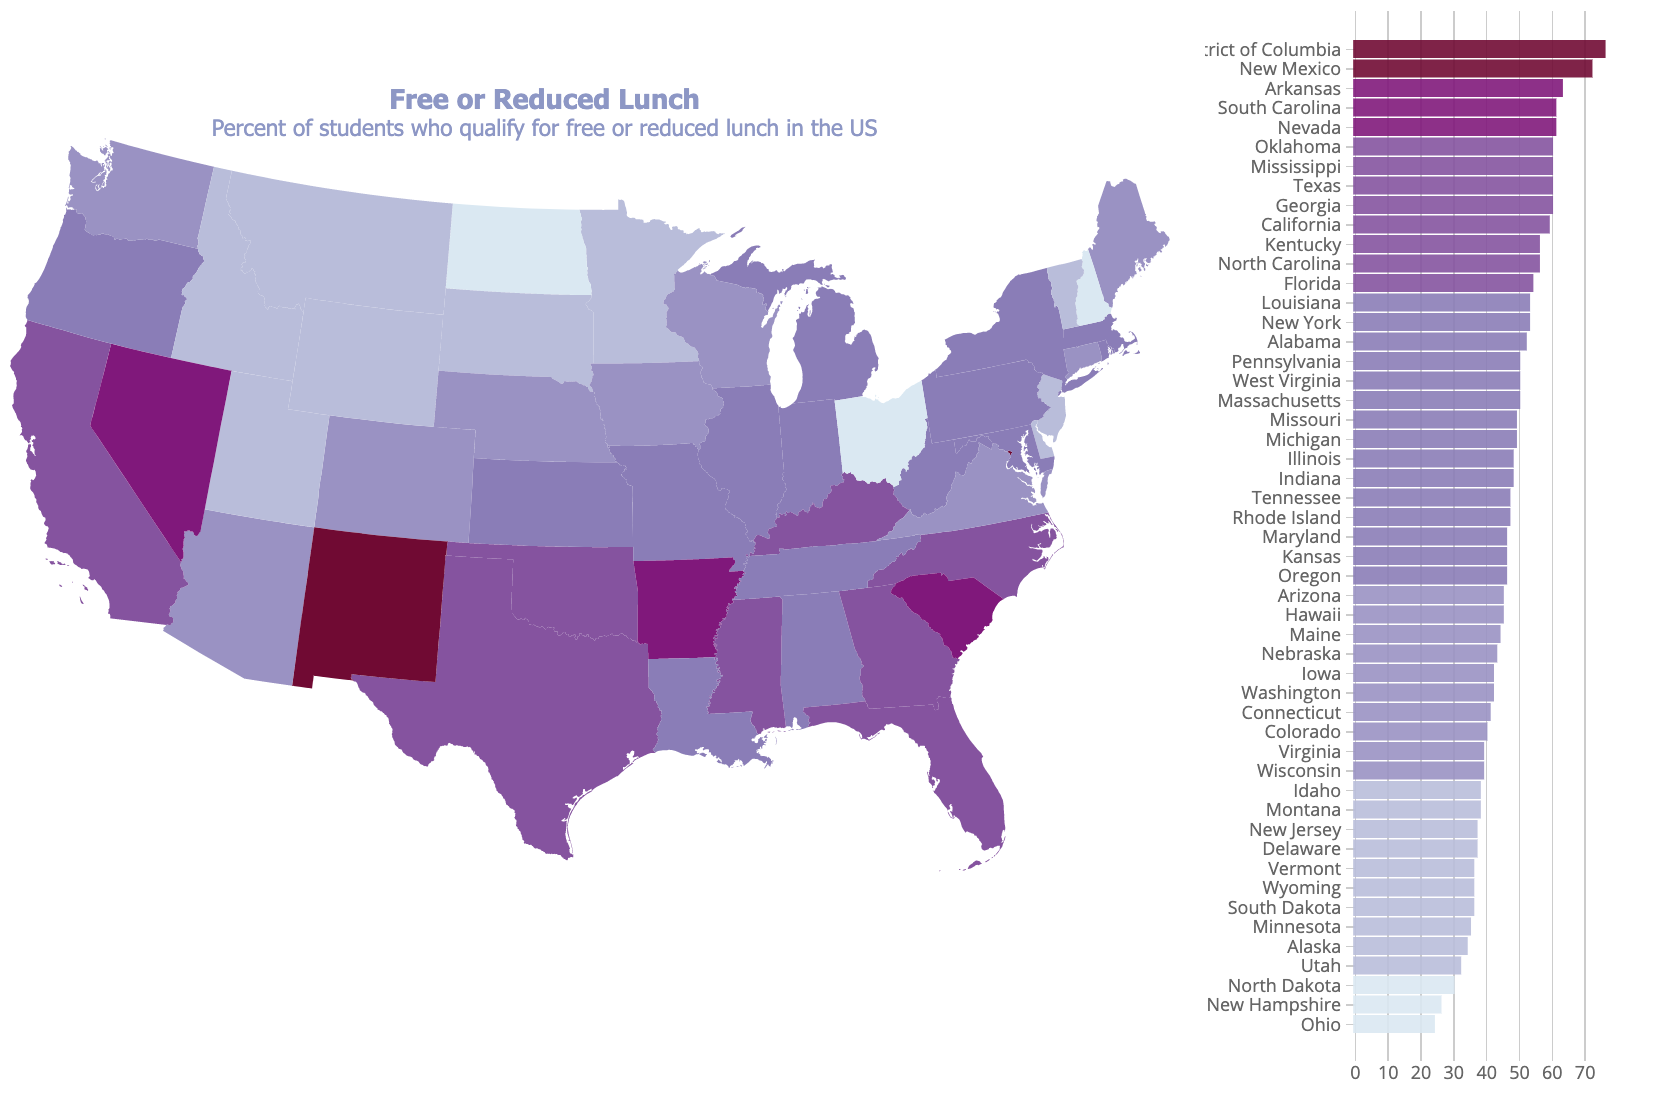 Free or Reduced Lunch
Percent of students who qualify for free or reduced lunch in the US
trict of Columbia
New Mexico
Arkansas
South Carolina
Nevada
Oklahoma
Mississippi
Texas
Georgia
California
Kentucky
North Carolina
Florida
Louisiana
New York
Alabama
Pennsylvania
West Virginia
Massachusetts
Missouri
Michigan
Illinois
Indiana
Tennessee
Rhode Island
Maryland
Kansas
Oregon
Arizona
Hawaii
Maine
Nebraska
Iowa
Washington
Connecticut
Colorado
Virginia
Wisconsin
Idaho
Montana
New Jersey
Delaware
Vermont
Wyoming
South Dakota
Minnesota
Alaska
Utah
North Dakota
New Hampshire
Ohio
0 10 20 30 40 50 60 70